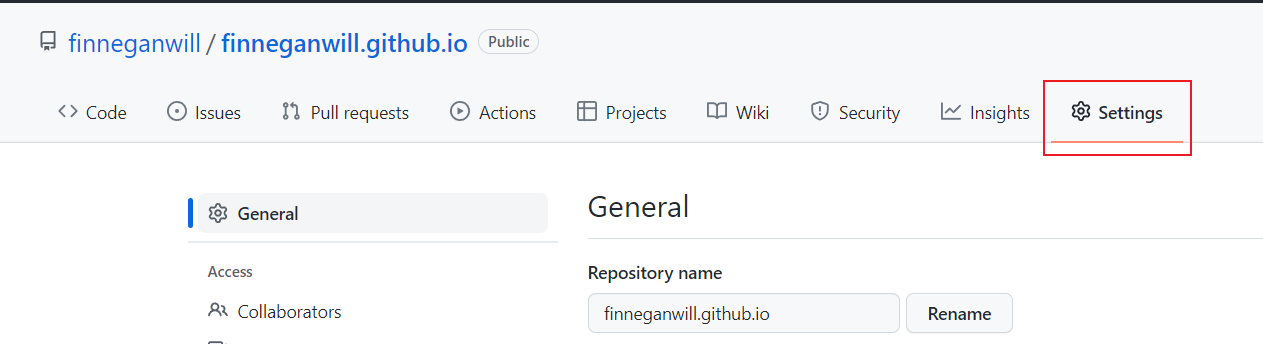 finneganwill / finneganwill.github.io Public
Code Issues Pull requests Actions Projects Wiki Security Insights Settings
General
General
Access
Collaborators
Repository name
finneganwill.github.io Rename